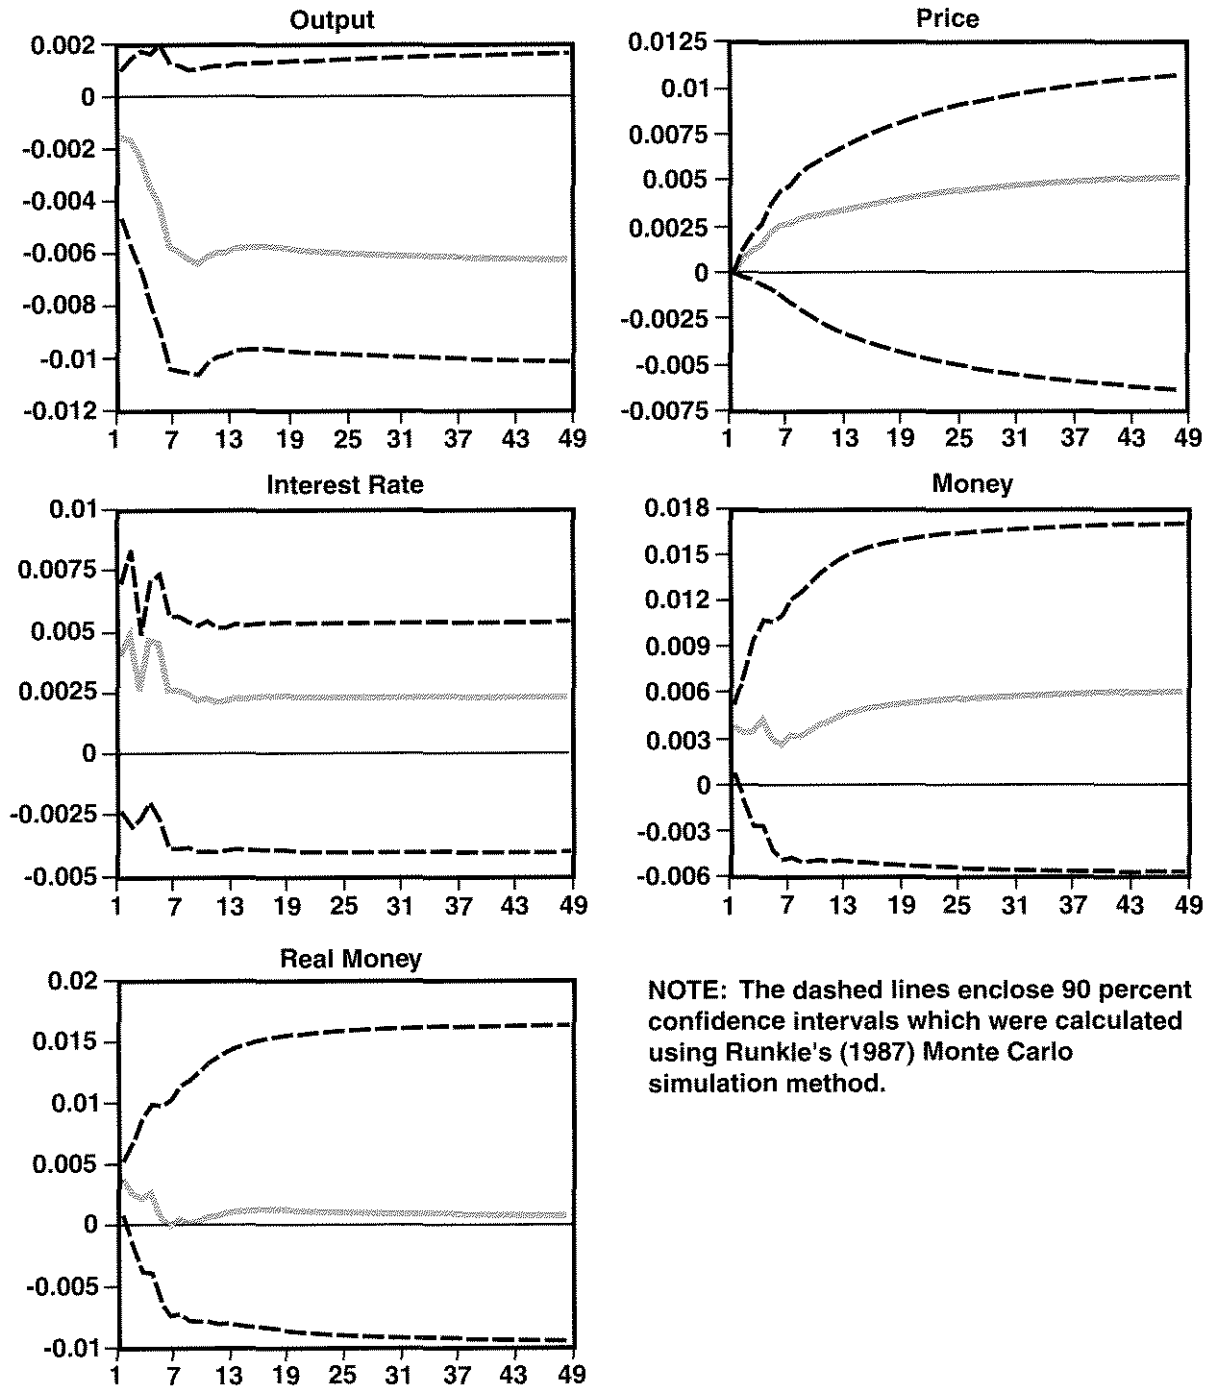 Output
0.002
0
-0.002
-0.004
-0.006
-0.008
-0.01
-0.012
1 7 13 19 25 31 37 43 49
Price
0.0125
0.01
0.0075
0.005
0.0025
0
-0.0025
-0.005
-0.0075
1 7 13 19 25 31 37 43 49
Interest Rate
0.01
0.0075
0.005
0.0025
0
-0.0025
-0.005
1 7 13 19 25 31 37 43 49
Money
0.018
0.015
0.012
0.009
0.006
0.003
0
-0.003
-0.006
1 7 13 19 25 31 37 43 49
Real Money
0.02
0.015
0.01
0.005
0
-0.005
-0.01
1 7 13 19 25 31 37 43 49
NOTE: The dashed lines enclose 90 percent
confidence intervals which were calculated
using Runkle's (1987) Monte Carlo
simulation method.